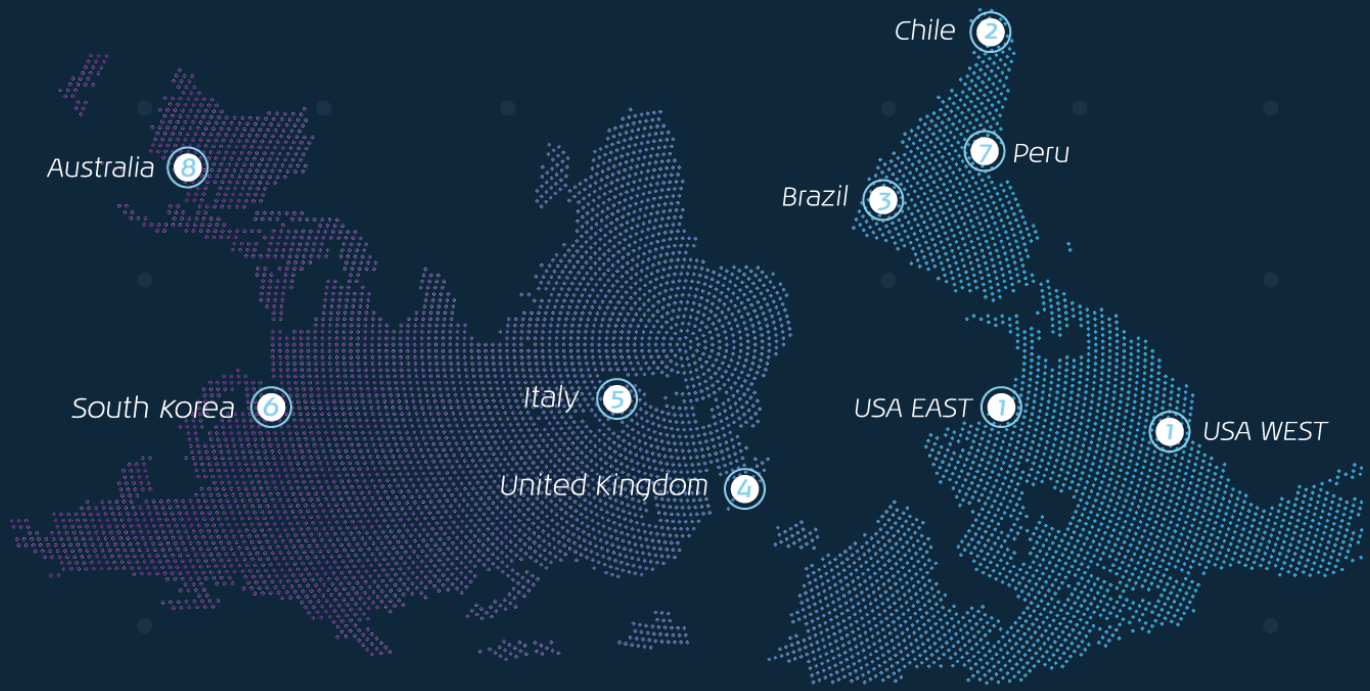 Chile 2
Australia 8
7 Peru
Brazil 3
Italy 5
South Korea 6
USA EAST 1
1 USA WEST
United Kingdom 4